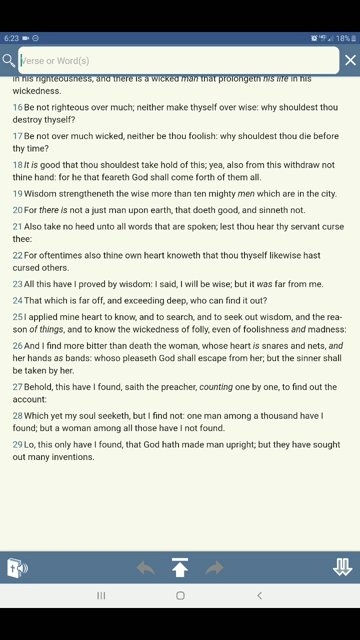 6:23
18%
Verse or Word(s)
in his righteousness, and there is a wicked man that prolongeth his life in his
wickedness.
16 Be not righteous over much; neither make thyself over wise: why shouldest thou
destroy thyself?
17 Be not over much wicked, neither be thou foolish: why shouldest thou die before
thy time?
18 It is good that thou shouldest take hold of this; yea, also from this withdraw not
thine hand: for he that feareth God shall come forth of them all.
19 Wisdom strengtheneth the wise more than ten mighty men which are in the city.
20 For there is not a just man upon earth, that doeth good, and sinneth not.
21 Also take no heed unto all words that are spoken; lest thou hear thy servant curse
thee:
22 For oftentimes also thine own heart knoweth that thou thyself likewise hast
cursed others.
23 All this have I proved by wisdom: I said, I will be wise; but it was far from me.
24 That which is far off, and exceeding deep, who can find it out?
25 I applied mine heart to know, and to search, and to seek out wisdom, and the rea-
son of things, and to know the wickedness of folly, even of foolishness and madness:
26 And I find more bitter than death the woman, whose heart is snares and nets, and
her hands as bands: whoso pleaseth God shall escape from her; but the sinner shall
be taken by her.
27 Behold, this have I found, saith the preacher, counting one by one, to find out the
account:
28 Which yet my soul seeketh, but I find not: one man among a thousand have I
found; but a woman among all those have I not found.
29 Lo, this only have I found, that God hath made man upright; but they have sought
out many inventions.